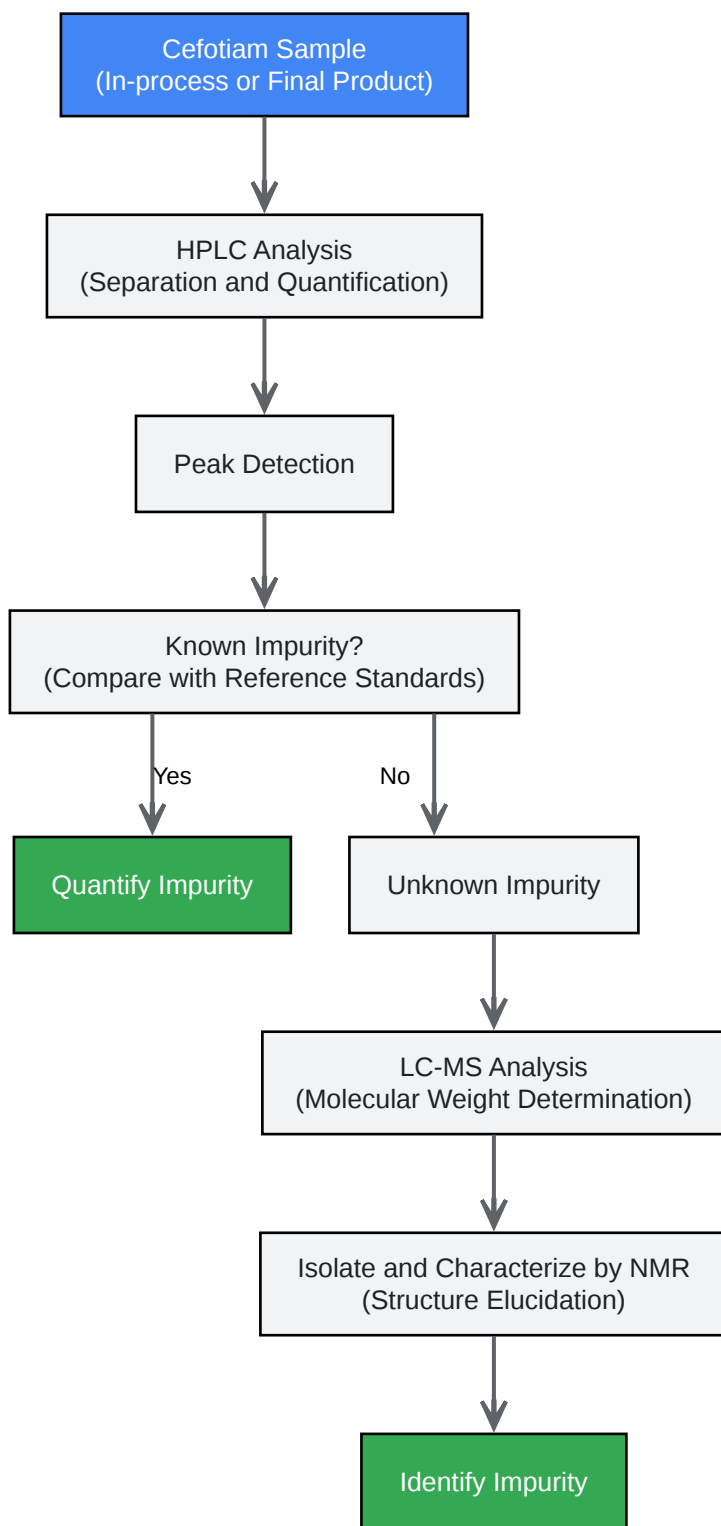 Cefotiam Sample
(In-process or Final Product)
HPLC Analysis
(Separation and Quantification)
Peak Detection
Known Impurity?
(Compare with Reference Standards)
Yes
No
Quantify Impurity
Unknown Impurity
LC-MS Analysis
(Molecular Weight Determination)
Isolate and Characterize by NMR
(Structure Elucidation)
Identify Impurity